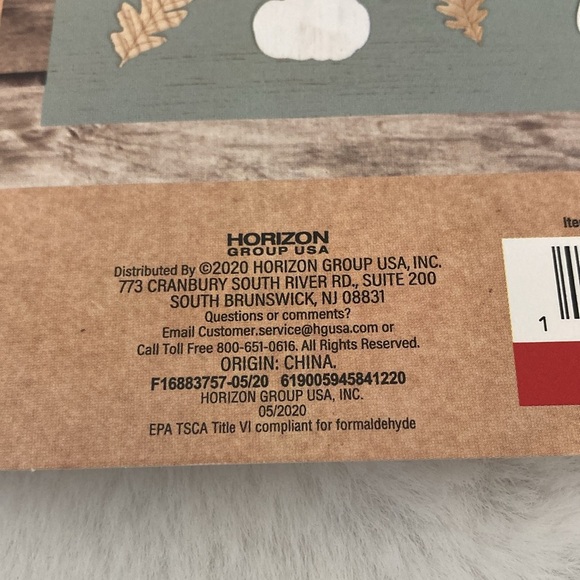 HORIZON
GROUP USA
Distributed By ©2020 HORIZON GROUP USA, INC.
773 CRANBURY SOUTH RIVER RD., SUITE 200
SOUTH BRUNSWICK, NJ 08831
Questions or comments?
Email Customer.service@hgusa.com or
Call Toll Free 800-651-0616. All Rights Reserved.
ORIGIN: CHINA.
F16883757-05/20 619005945841220
HORIZON GROUP USA, INC.
05/2020
EPA TSCA Title VI compliant for formaldehyde
1